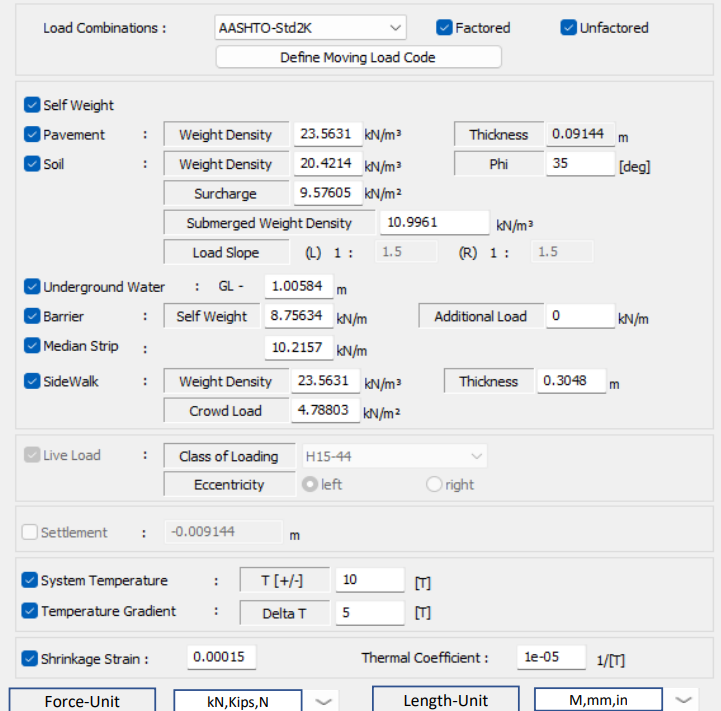 Load Combinations : AASHTO-Std2K Factored Unfactored
Define Moving Load Code
Self Weight
Pavement : Weight Density 23.5631 kN/m³ Thickness 0.09144 m
Soil : Weight Density 20.4214 kN/m³ Phi 35 [deg]
Surcharge 9.57605 kN/m²
Submerged Weight Density 10.9961 kN/m³
Load Slope (L) 1 : 1.5 (R) 1 : 1.5
Underground Water : GL - 1.00584 m
Barrier : Self Weight 8.75634 kN/m Additional Load 0 kN/m
Median Strip : 10.2157 kN/m
SideWalk : Weight Density 23.5631 kN/m³ Thickness 0.3048 m
Crowd Load 4.78803 kN/m²
Live Load : Class of Loading H15-44
Eccentricity left right
Settlement : -0.009144 m
System Temperature : T [+/-] 10 [T]
Temperature Gradient : Delta T 5 [T]
Shrinkage Strain : 0.00015 Thermal Coefficient : 1e-05 1/[T]
Force-Unit kN,Kips,N Length-Unit M,mm,in